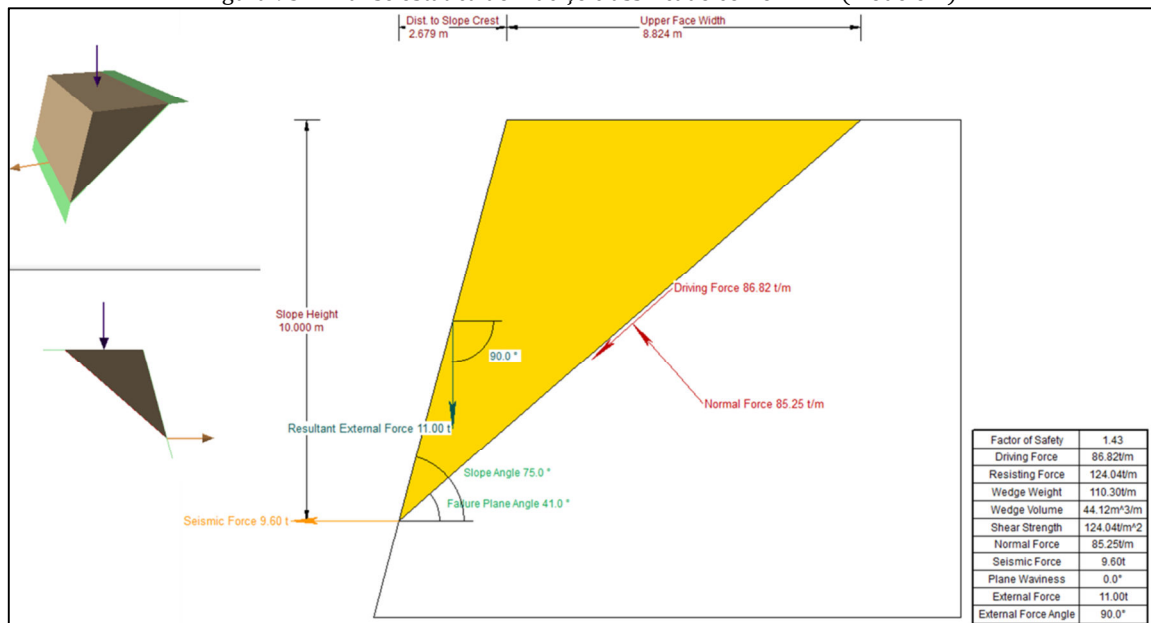 Dist. to Slope Crest
2.679 m
Upper Face Width
8.824 m
Slope Height
10.000 m
Driving Force 86.82 t/m
90.0 °
Normal Force 85.25 t/m
Resultant External Force 11.00 t
Slope Angle 75.0 °
Failure Plane Angle 41.0 °
Seismic Force 9.60 t
Factor of Safety 1.43
Driving Force 86.82t/m
Resisting Force 124.04t/m
Wedge Weight 110.30t/m
Wedge Volume 44.12m^3/m
Shear Strength 124.04t/m^2
Normal Force 85.25t/m
Seismic Force 9.60t
Plane Waviness 0.0°
External Force 11.00t
External Force Angle 90.0°